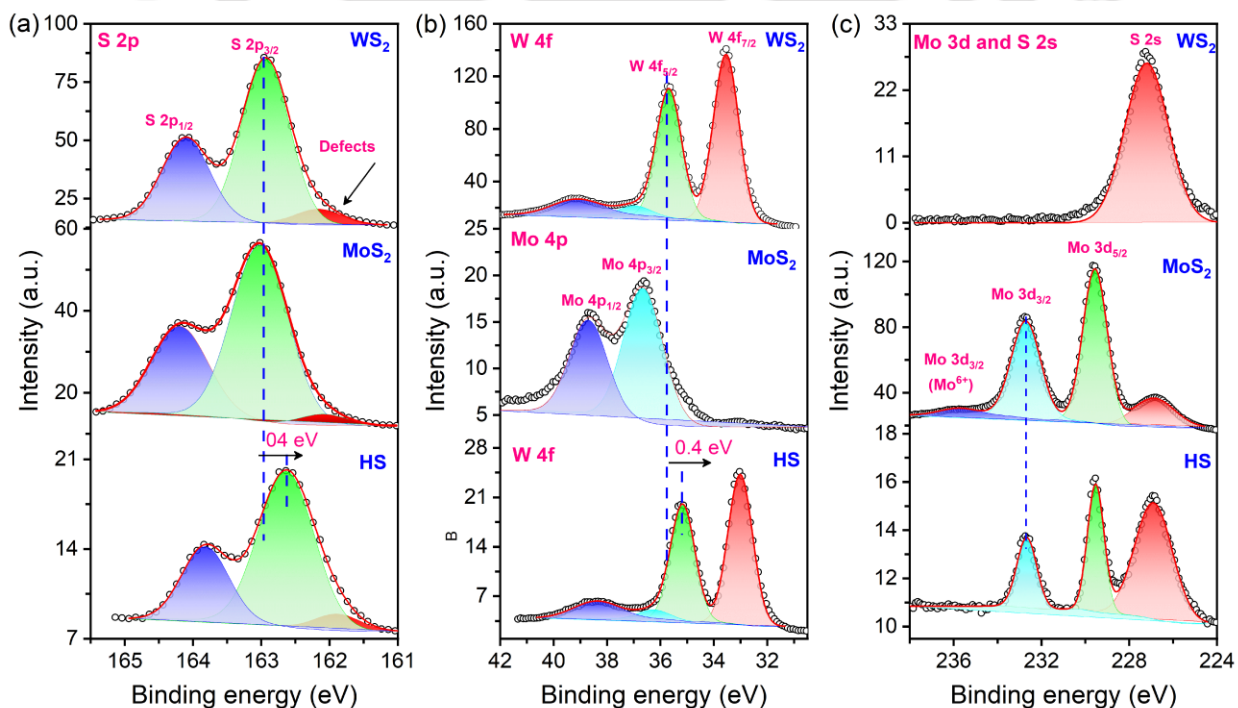 (a)
S 2p
S 2p3/2
WS2
S 2p1/2
Defects
100
75
50
25
60
MoS2
40
20
04 eV
HS
21
14
7
165 164 163 162 161
Intensity (a.u.)
Binding energy (eV)
(b)
W 4f
W 4f7/2
WS2
W 4f5/2
160
120
80
40
25
Mo 4p
MoS2
Mo 4p3/2
Mo 4p1/2
20
15
10
5
28
W 4f
0.4 eV
HS
21
14
7
B
42 40 38 36 34 32
Intensity (a.u.)
Binding energy (eV)
(c)
Mo 3d and S 2s
S 2s
WS2
33
28
22
11
0
Mo 3d5/2
MoS2
Mo 3d3/2
Mo 3d3/2
(Mo6+)
120
80
40
18
HS
16
14
12
10
236 232 228 224
Intensity (a.u.)
Binding energy (eV)